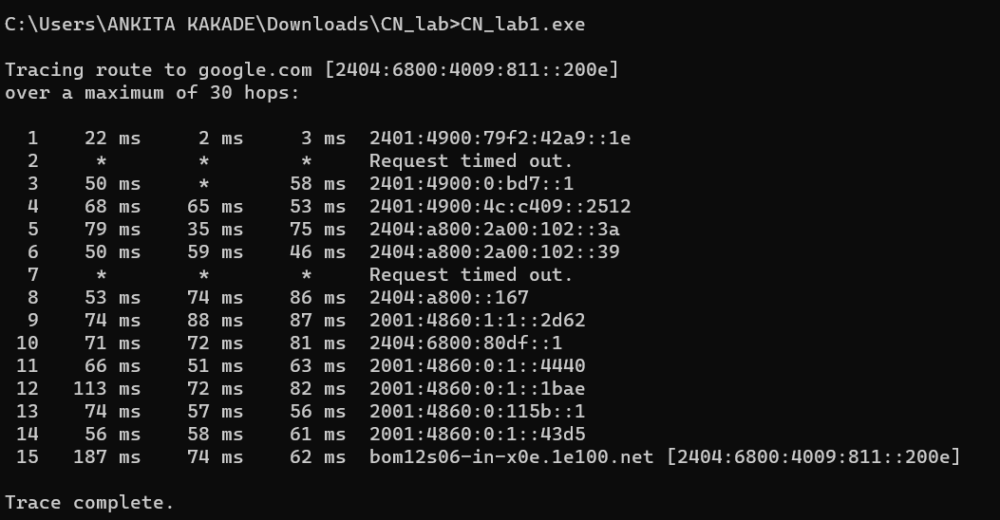 C:\Users\ANKITA KAKADE\Downloads\CN_lab>CN_lab1.exe
Tracing route to google.com [2404:6800:4009:811::200e]
over a maximum of 30 hops:
1 22 ms 2 ms 3 ms 2401:4900:79f2:42a9::1e
2 * * * Request timed out.
3 50 ms * 58 ms 2401:4900:0:bd7::1
4 68 ms 65 ms 53 ms 2401:4900:4c:c409::2512
5 79 ms 35 ms 75 ms 2404:a800:2a00:102::3a
6 50 ms 59 ms 46 ms 2404:a800:2a00:102::39
7 * * * Request timed out.
8 53 ms 74 ms 86 ms 2404:a800::167
9 74 ms 88 ms 87 ms 2001:4860:1:1::2d62
10 71 ms 72 ms 81 ms 2404:6800:80df::1
11 66 ms 51 ms 63 ms 2001:4860:0:1::4440
12 113 ms 72 ms 82 ms 2001:4860:0:1::1bae
13 74 ms 57 ms 56 ms 2001:4860:0:115b::1
14 56 ms 58 ms 61 ms 2001:4860:0:1::43d5
15 187 ms 74 ms 62 ms bom12s06-in-x0e.1e100.net [2404:6800:4009:811::200e]
Trace complete.